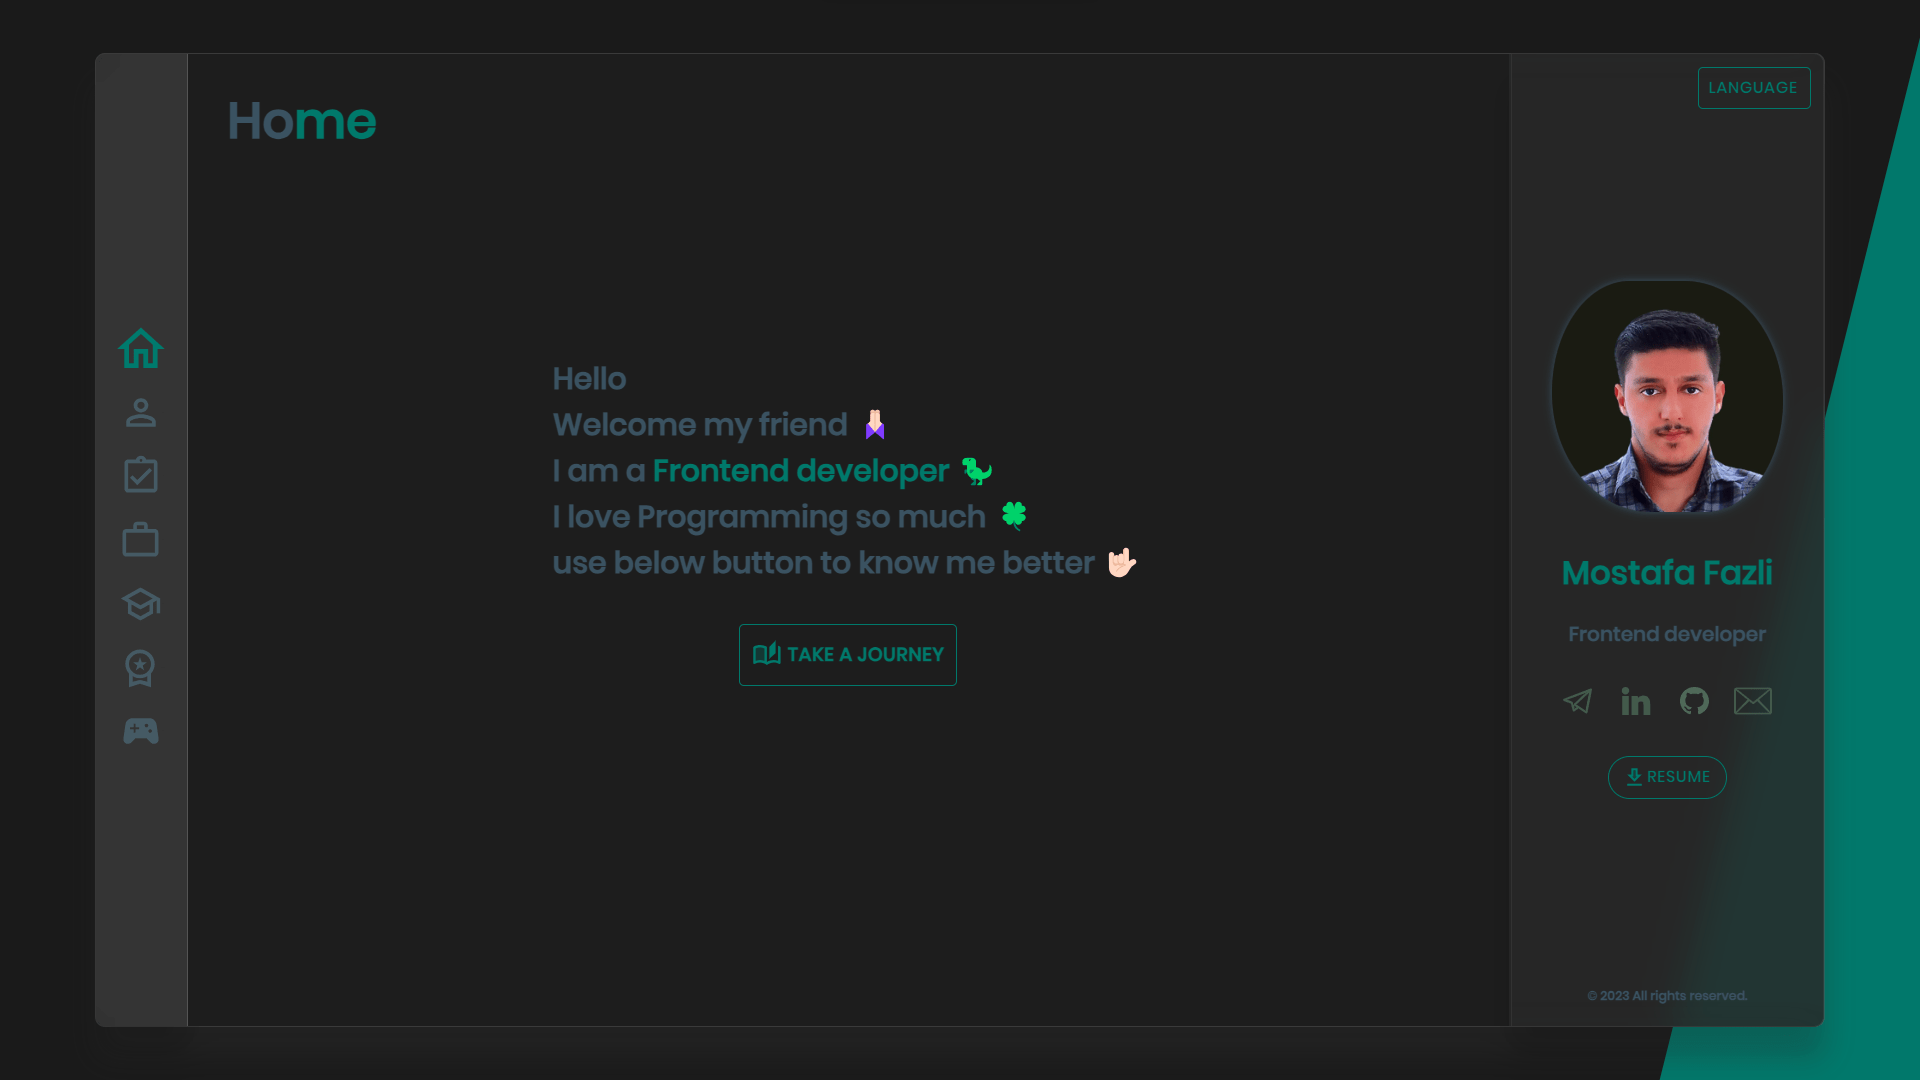 LANGUAGE
Home
Hello
Welcome my friend
I am a Frontend developer
I love Programming so much
use below button to know me better
TAKE A JOURNEY
Mostafa Fazli
Frontend developer
in
RESUME
© 2023 All rights reserved.